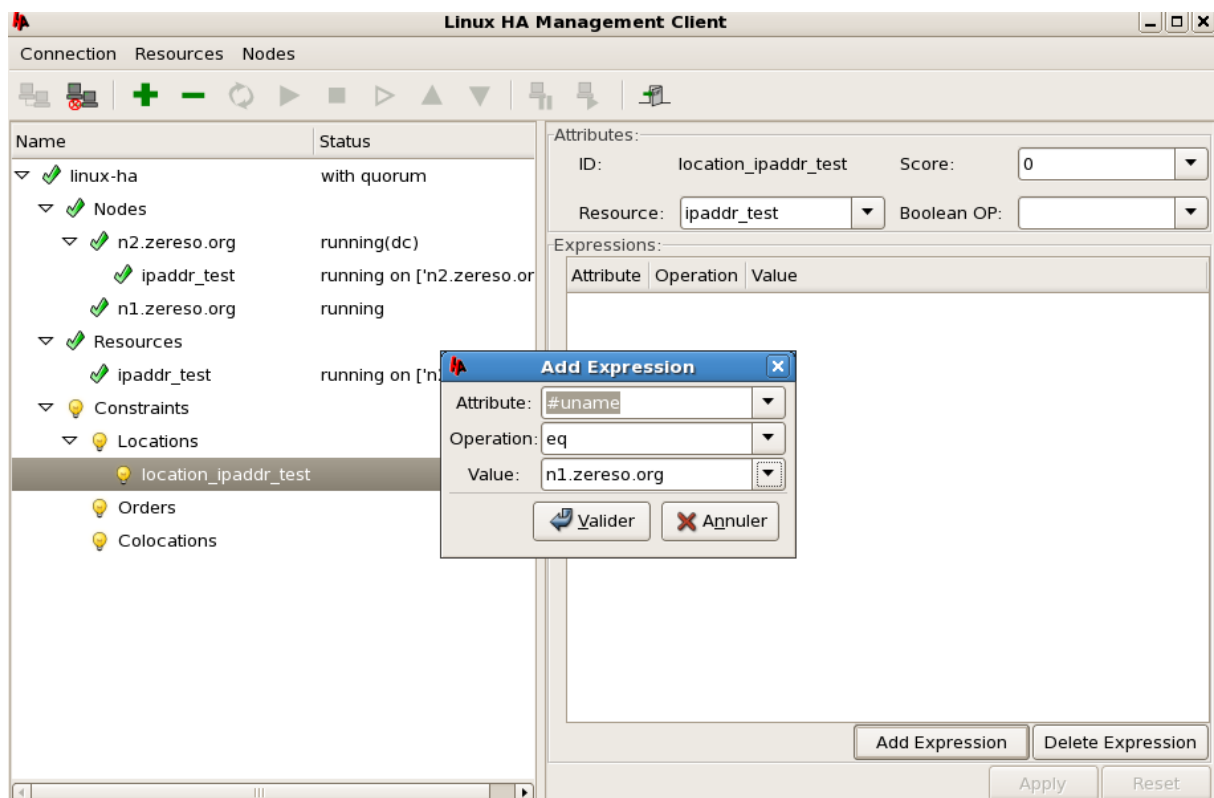 Linux HA Management Client
Connection Resources Nodes
Name Status
linux-ha with quorum
Nodes
n2.zereso.org running(dc)
ipaddr_test running on ['n2.zereso.or
n1.zereso.org running
Resources
ipaddr_test running on ['n
Constraints
Locations
location_ipaddr_test
Orders
Colocations
Attributes:
ID: location_ipaddr_test Score: 0
Resource: ipaddr_test Boolean OP:
Expressions:
Attribute Operation Value
Add Expression
Attribute: #uname
Operation: eq
Value: n1.zereso.org
Valider Annuler
Add Expression Delete Expression
Apply Reset